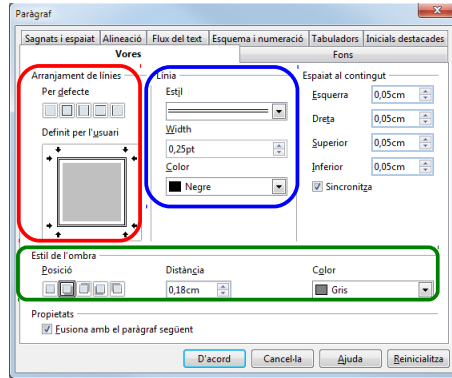 Paràgraf
Sagnats i espaiat Alineació Flux del text Esquema i numeració Tabuladors Inicials destacades
Vores Fons
Arranjament de línies Línia Espaiat al contingut
Per defecte Estil Esquerra 0,05cm
Dreta 0,05cm
Definit per l'usuari Width Superior 0,05cm
0,25pt Inferior 0,05cm
Color
Negre Sincronitza
Estil de l'ombra
Posició Distància Color
0,18cm Gris
Propietats
Fusiona amb el paràgraf següent
D'acord Cancel·la Ajuda Reinicialitza